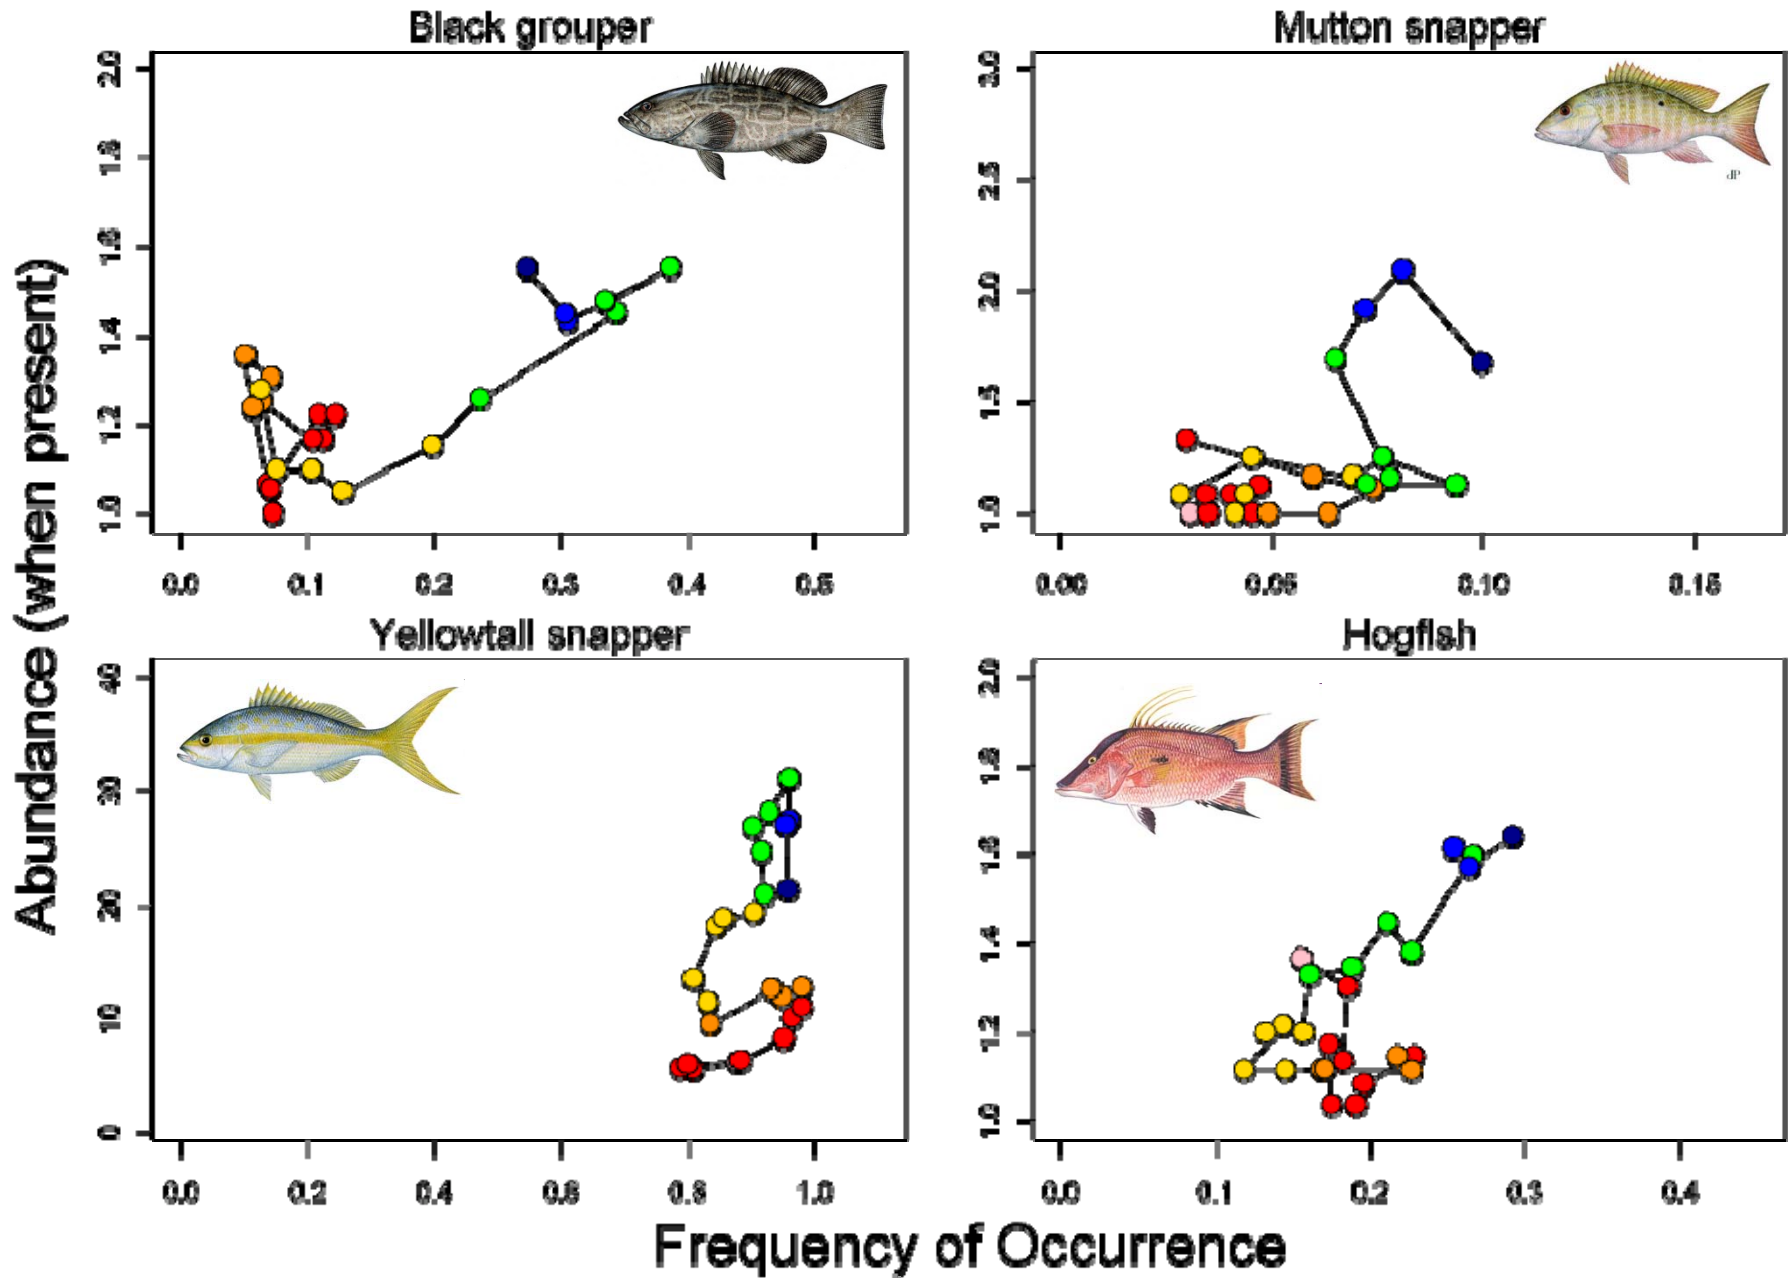 Black grouper
Mutton snapper
2.0
1.8
1.6
1.4
1.2
1.0
0.0 0.1 0.2 0.3 0.4 0.5
3.0
2.5
2.0
1.5
1.0
0.00 0.05 0.10 0.15
dP
Yellowtail snapper
Hogfish
40
30
20
10
0
0.0 0.2 0.4 0.6 0.8 1.0
2.0
1.8
1.6
1.4
1.2
1.0
0.0 0.1 0.2 0.3 0.4
Abundance (when present)
Frequency of Occurrence